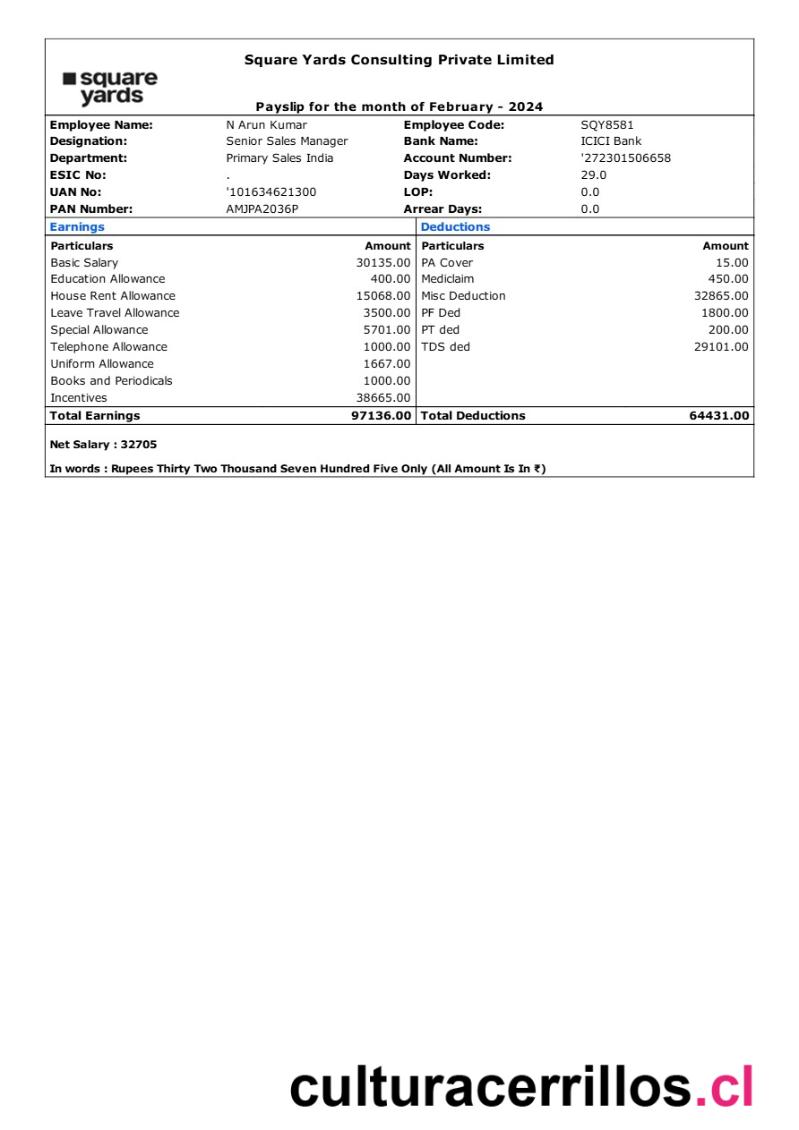 Square Yards Consulting Private Limited
square
yards
Payslip for the month of February - 2024
Employee Name: N Arun Kumar Employee Code: SQY8581
Designation: Senior Sales Manager Bank Name: ICICI Bank
Department: Primary Sales India Account Number: '272301506658
ESIC No: . Days Worked: 29.0
UAN No: '101634621300 LOP: 0.0
PAN Number: AMJPA2036P Arrear Days: 0.0
Earnings Deductions
Particulars Amount Particulars Amount
Basic Salary 30135.00 PA Cover 15.00
Education Allowance 400.00 Mediclaim 450.00
House Rent Allowance 15068.00 Misc Deduction 32865.00
Leave Travel Allowance 3500.00 PF Ded 1800.00
Special Allowance 5701.00 PT ded 200.00
Telephone Allowance 1000.00 TDS ded 29101.00
Uniform Allowance 1667.00
Books and Periodicals 1000.00
Incentives 38665.00
Total Earnings 97136.00 Total Deductions 64431.00
Net Salary : 32705
In words : Rupees Thirty Two Thousand Seven Hundred Five Only (All Amount Is In ₹)
culturacerrillos.cl